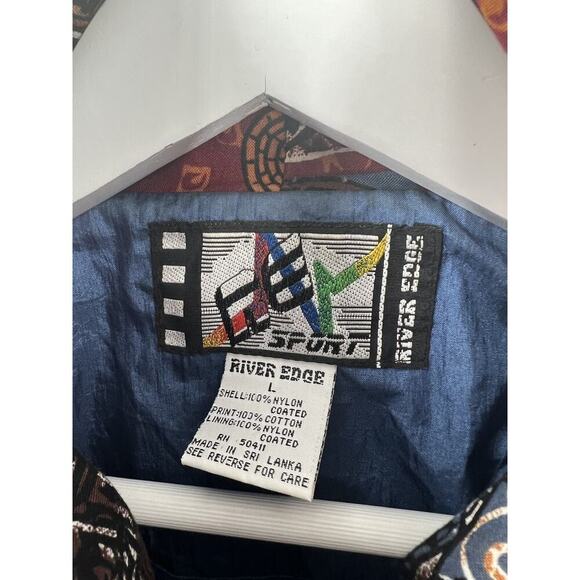 SPORT
RIVER EDGE
RIVER EDGE
L
SHELL:100% NYLON
COATED
PRINT:100% COTTON
LINING:100% NYLON
COATED
RN 50411
MADE IN SRI LANKA
SEE REVERSE FOR CARE